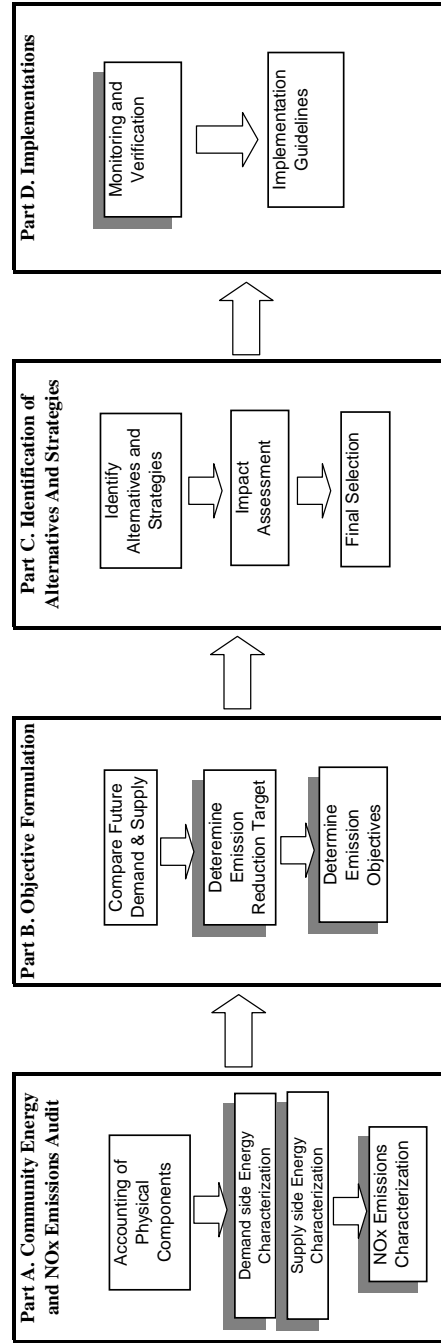 Part A. Community Energy
and NOx Emissions Audit
Accounting of
Physical
Components
Demand side Energy
Characterization
Supply side Energy
Characterization
NOx Emissions
Characterization
Part B. Objective Formulation
Compare Future
Demand & Supply
Deteremine
Emission
Reduction Target
Determine
Emission
Objectives
Part C. Identification of
Alternatives And Strategies
Identify
Alternatives and
Strategies
Impact
Assessment
Final Selection
Part D. Implementations
Monitoring and
Verification
Implementation
Guidelines